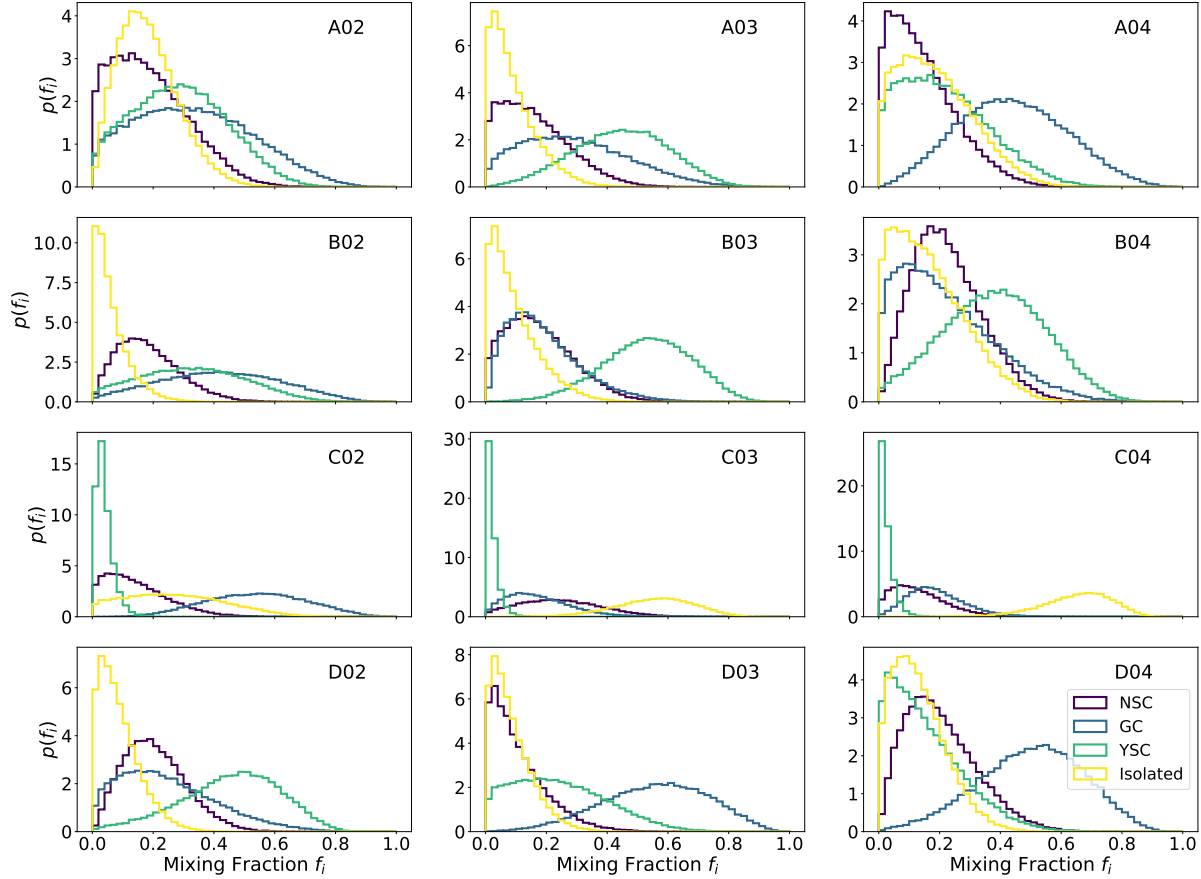 A02
A03
A04
p(f_i)
4
3
2
1
0
6
4
2
0
4
3
2
1
0
B02
B03
B04
p(f_i)
10.0
7.5
5.0
2.5
0.0
6
4
2
0
3
2
1
0
C02
C03
C04
p(f_i)
15
10
5
0
30
20
10
0
20
10
0
D02
D03
D04
p(f_i)
6
4
2
0
8
6
4
2
0
4
3
2
1
0
NSC
GC
YSC
Isolated
0.0 0.2 0.4 0.6 0.8 1.0
0.0 0.2 0.4 0.6 0.8 1.0
0.0 0.2 0.4 0.6 0.8 1.0
Mixing Fraction f_i
Mixing Fraction f_i
Mixing Fraction f_i